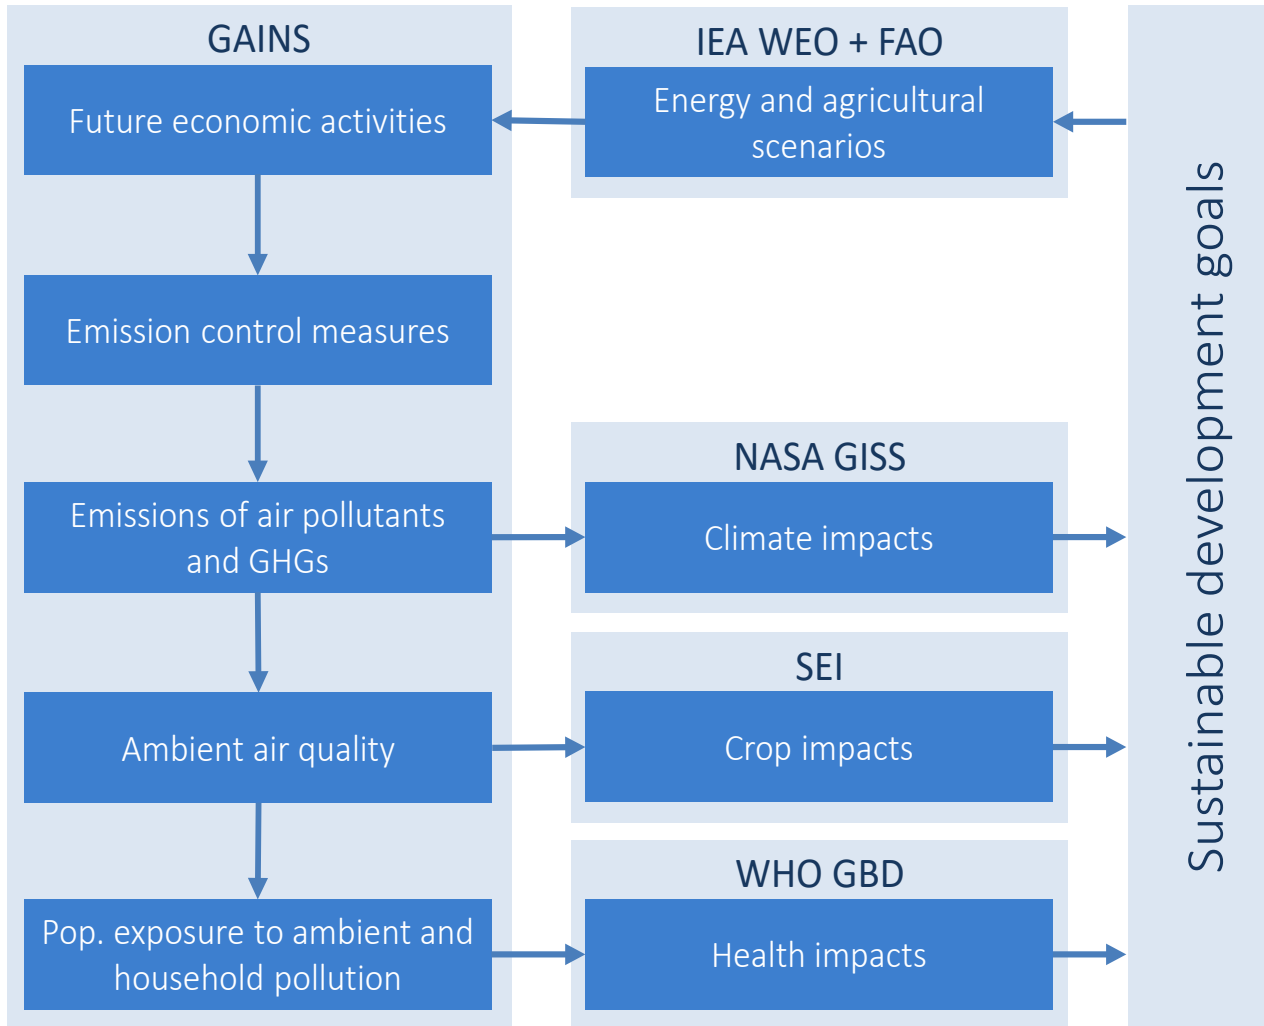 GAINS
Future economic activities
Emission control measures
Emissions of air pollutants
and GHGs
Ambient air quality
Pop. exposure to ambient and
household pollution
IEA WEO + FAO
Energy and agricultural
scenarios
NASA GISS
Climate impacts
SEI
Crop impacts
WHO GBD
Health impacts
Sustainable development goals